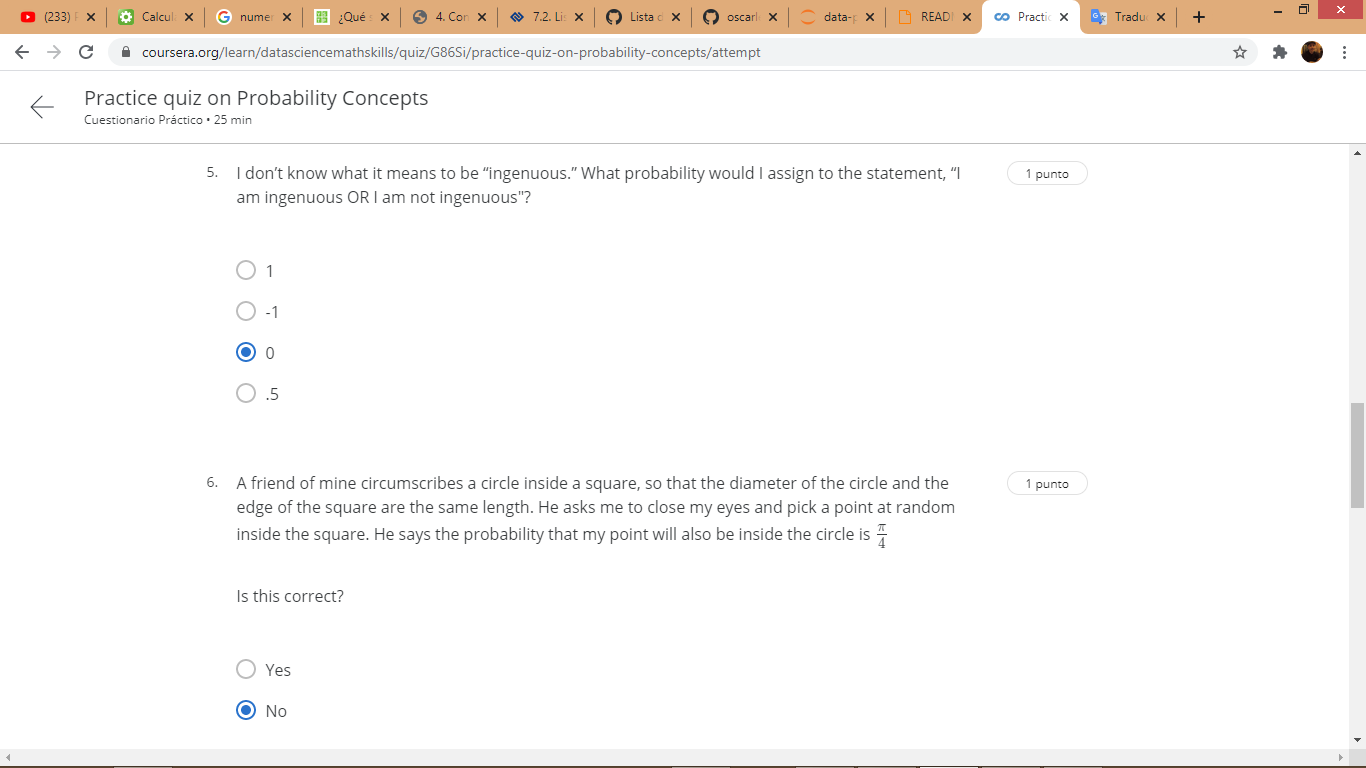 (233) F
Calcul
numer
¿Qué s
4. Con
7.2. Lis
Lista d
oscarl
data-p
READI
Practic
Tradu
coursera.org/learn/datasciencemathskills/quiz/G86Si/practice-quiz-on-probability-concepts/attempt
Practice quiz on Probability Concepts
Cuestionario Práctico • 25 min
5. I don’t know what it means to be “ingenuous.” What probability would I assign to the statement, “I
am ingenuous OR I am not ingenuous"?
1 punto
1
-1
0
.5
6. A friend of mine circumscribes a circle inside a square, so that the diameter of the circle and the
edge of the square are the same length. He asks me to close my eyes and pick a point at random
inside the square. He says the probability that my point will also be inside the circle is π/4
1 punto
Is this correct?
Yes
No